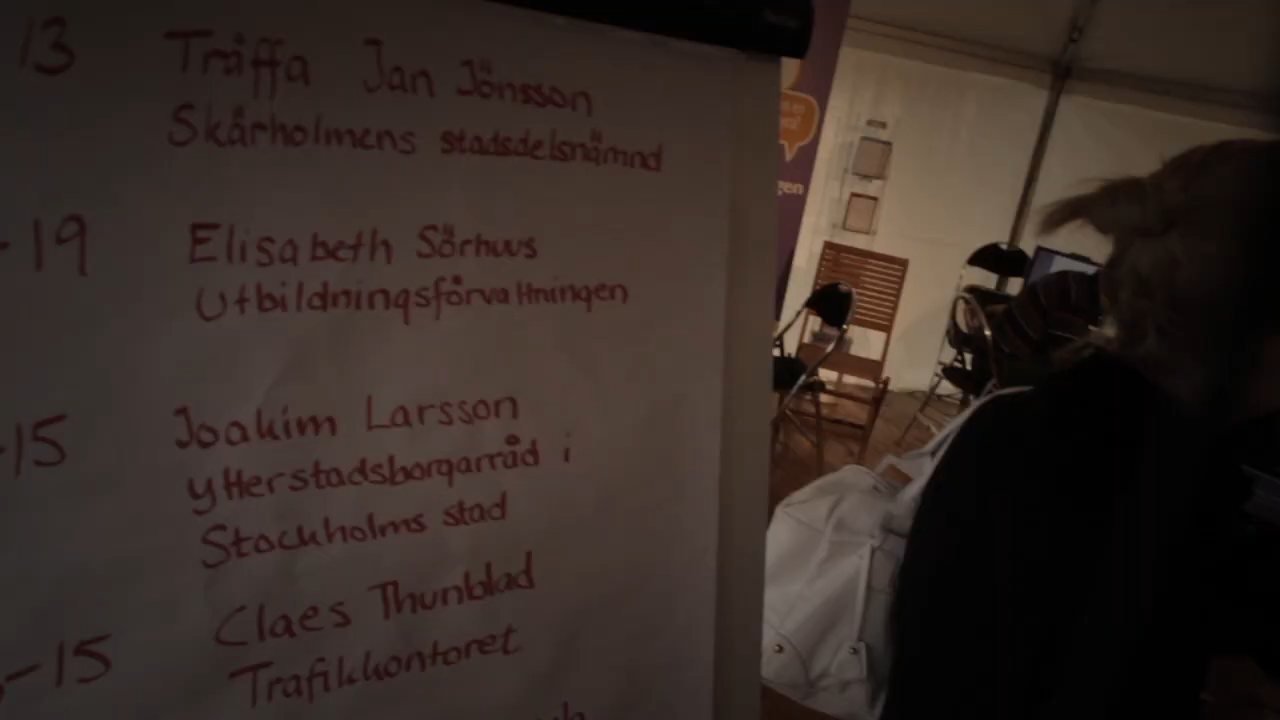 13 Träffa Jan Jönsson
Skärholmens stadsdelsnämnd
-19 Elisabeth Sörhuus
Utbildningsförvaltningen
-15 Joakim Larsson
ytterstadsborgarråd i
Stockholms stad
-15 Claes Thunblad
Trafikkontoret
gen